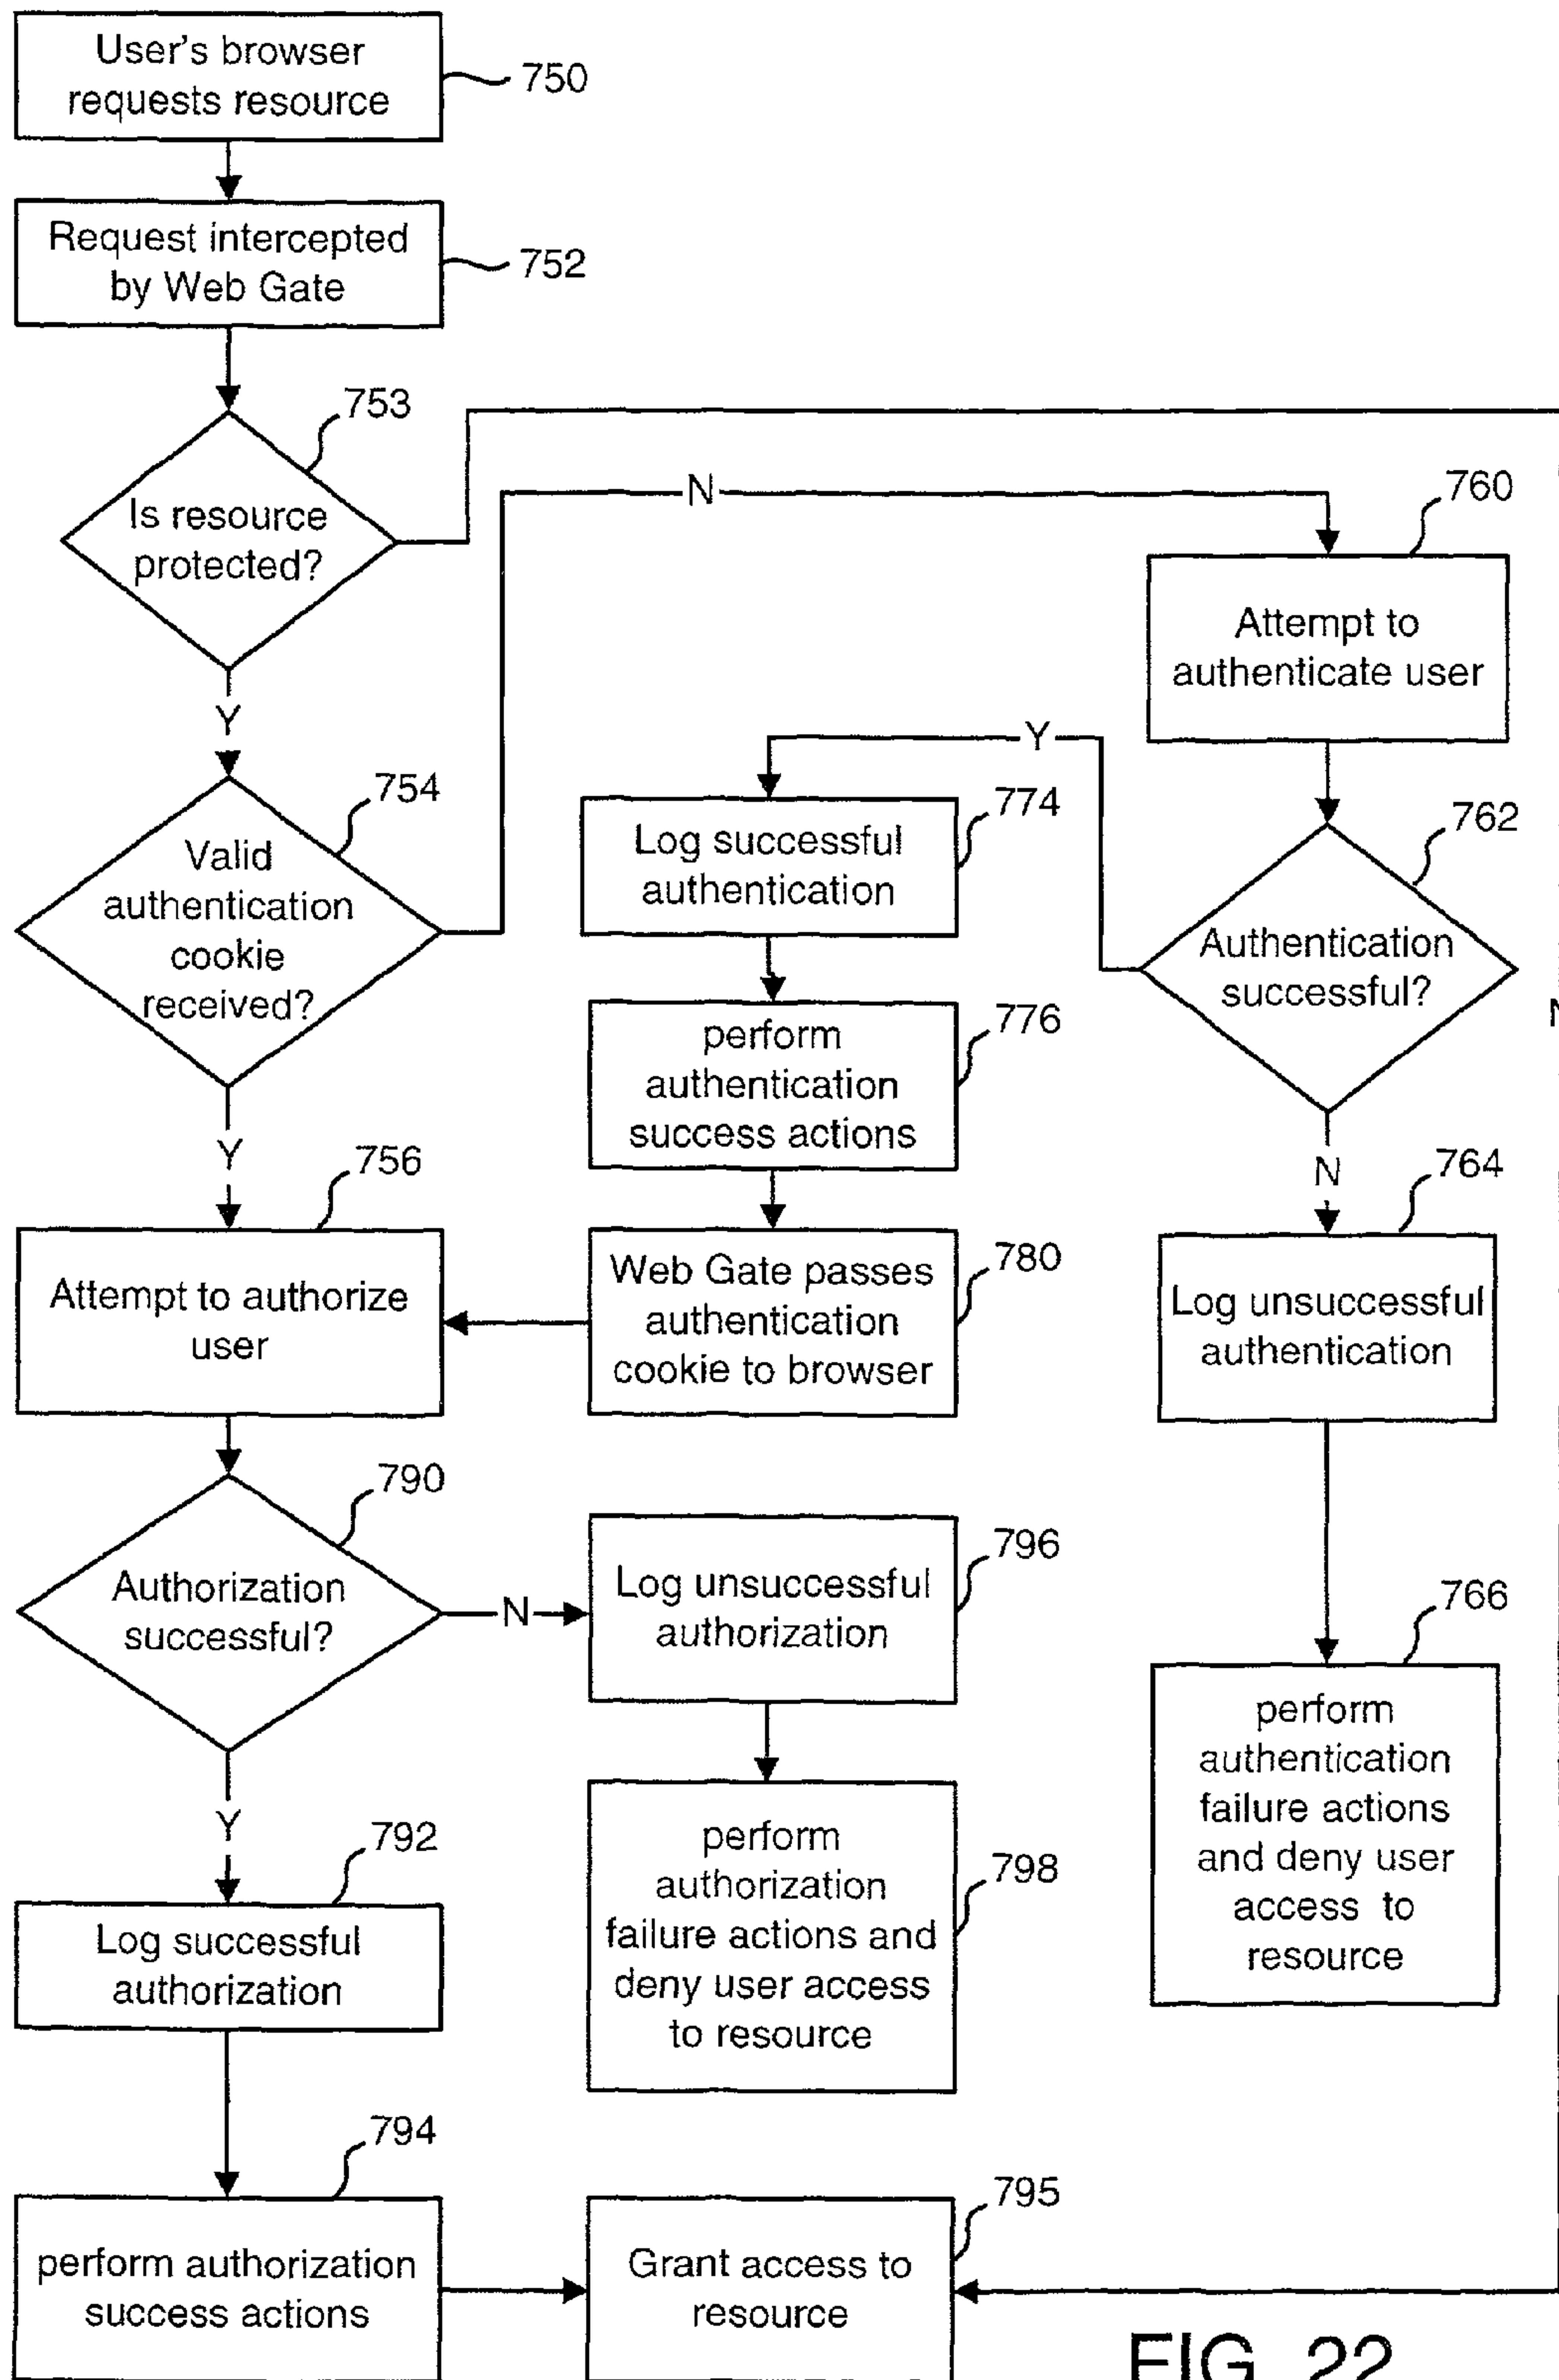 User's browser
requests resource
750
Request intercepted
by Web Gate
752
753
Is resource
protected?
N
760
Attempt to
authenticate user
Y
Y
754
Valid
authentication
cookie
received?
774
Log successful
authentication
762
Authentication
successful?
776
perform
authentication
success actions
Y
756
Attempt to authorize
user
780
Web Gate passes
authentication
cookie to browser
N
764
Log unsuccessful
authentication
790
Authorization
successful?
N
796
Log unsuccessful
authorization
766
perform
authentication
failure actions
and deny user
access to
resource
Y
792
Log successful
authorization
798
perform
authorization
failure actions and
deny user access
to resource
794
perform authorization
success actions
795
Grant access to
resource
FIG. 22